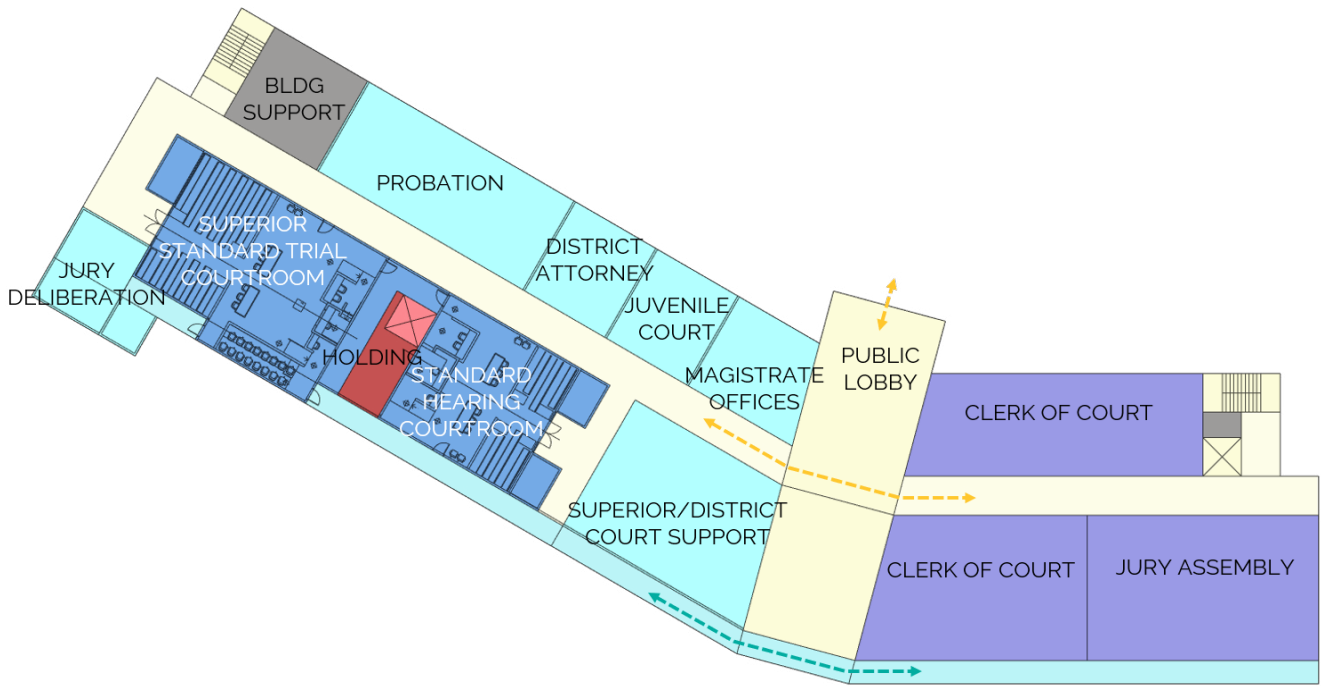 BLDG
SUPPORT
PROBATION
SUPERIOR
STANDARD TRIAL
COURTROOM
DISTRICT
ATTORNEY
JURY
DELIBERATION
JUVENILE
COURT
HOLDING
STANDARD
HEARING
COURTROOM
MAGISTRATE
OFFICES
PUBLIC
LOBBY
CLERK OF COURT
SUPERIOR/DISTRICT
COURT SUPPORT
CLERK OF COURT
JURY ASSEMBLY